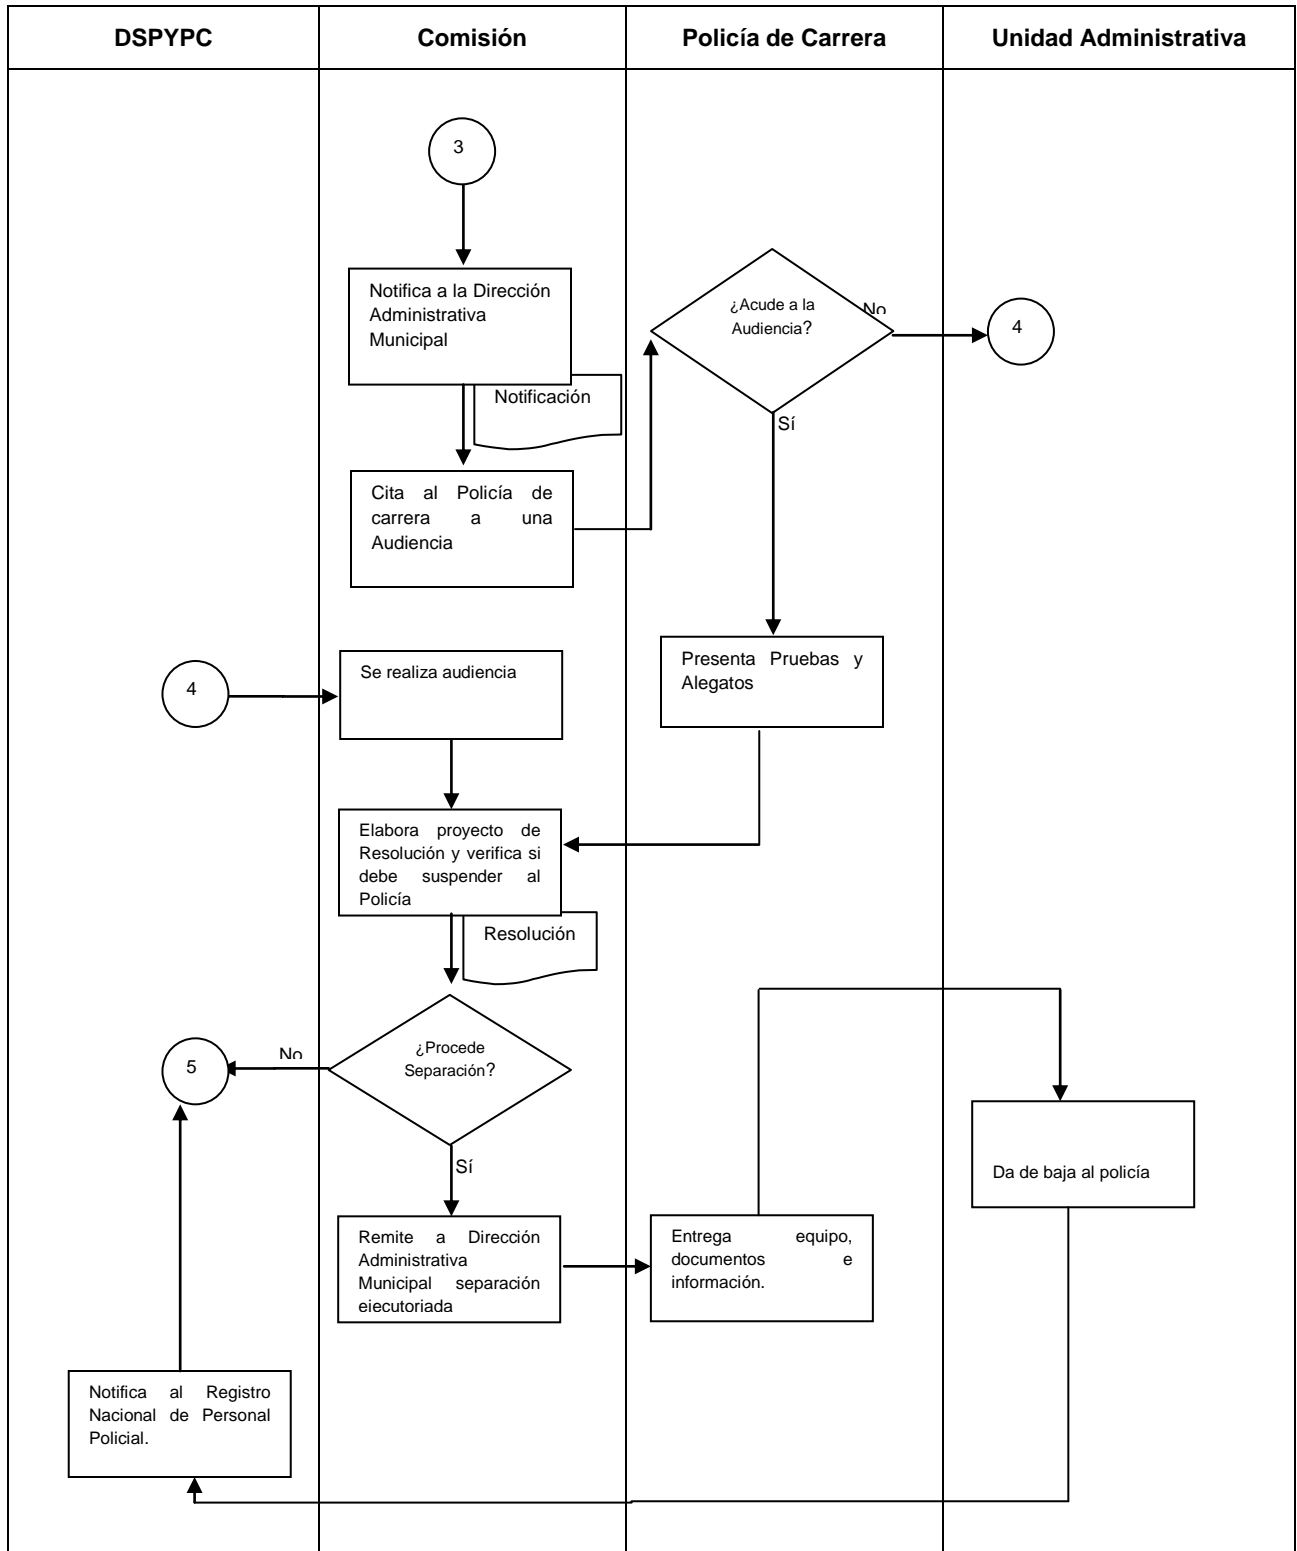 DSPYPC
Comisión
Policía de Carrera
Unidad Administrativa
3
Notifica a la Dirección
Administrativa
Municipal
Notificación
¿Acude a la
Audiencia?
No
4
Sí
Cita al Policía de
carrera a una
Audiencia
Presenta Pruebas y
Alegatos
4
Se realiza audiencia
Elabora proyecto de
Resolución y verifica si
debe suspender al
Policía
Resolución
¿Procede
Separación?
No
5
Sí
Da de baja al policía
Remite a Dirección
Administrativa
Municipal separación
ejecutoriada
Entrega equipo,
documentos e
información.
Notifica al Registro
Nacional de Personal
Policial.